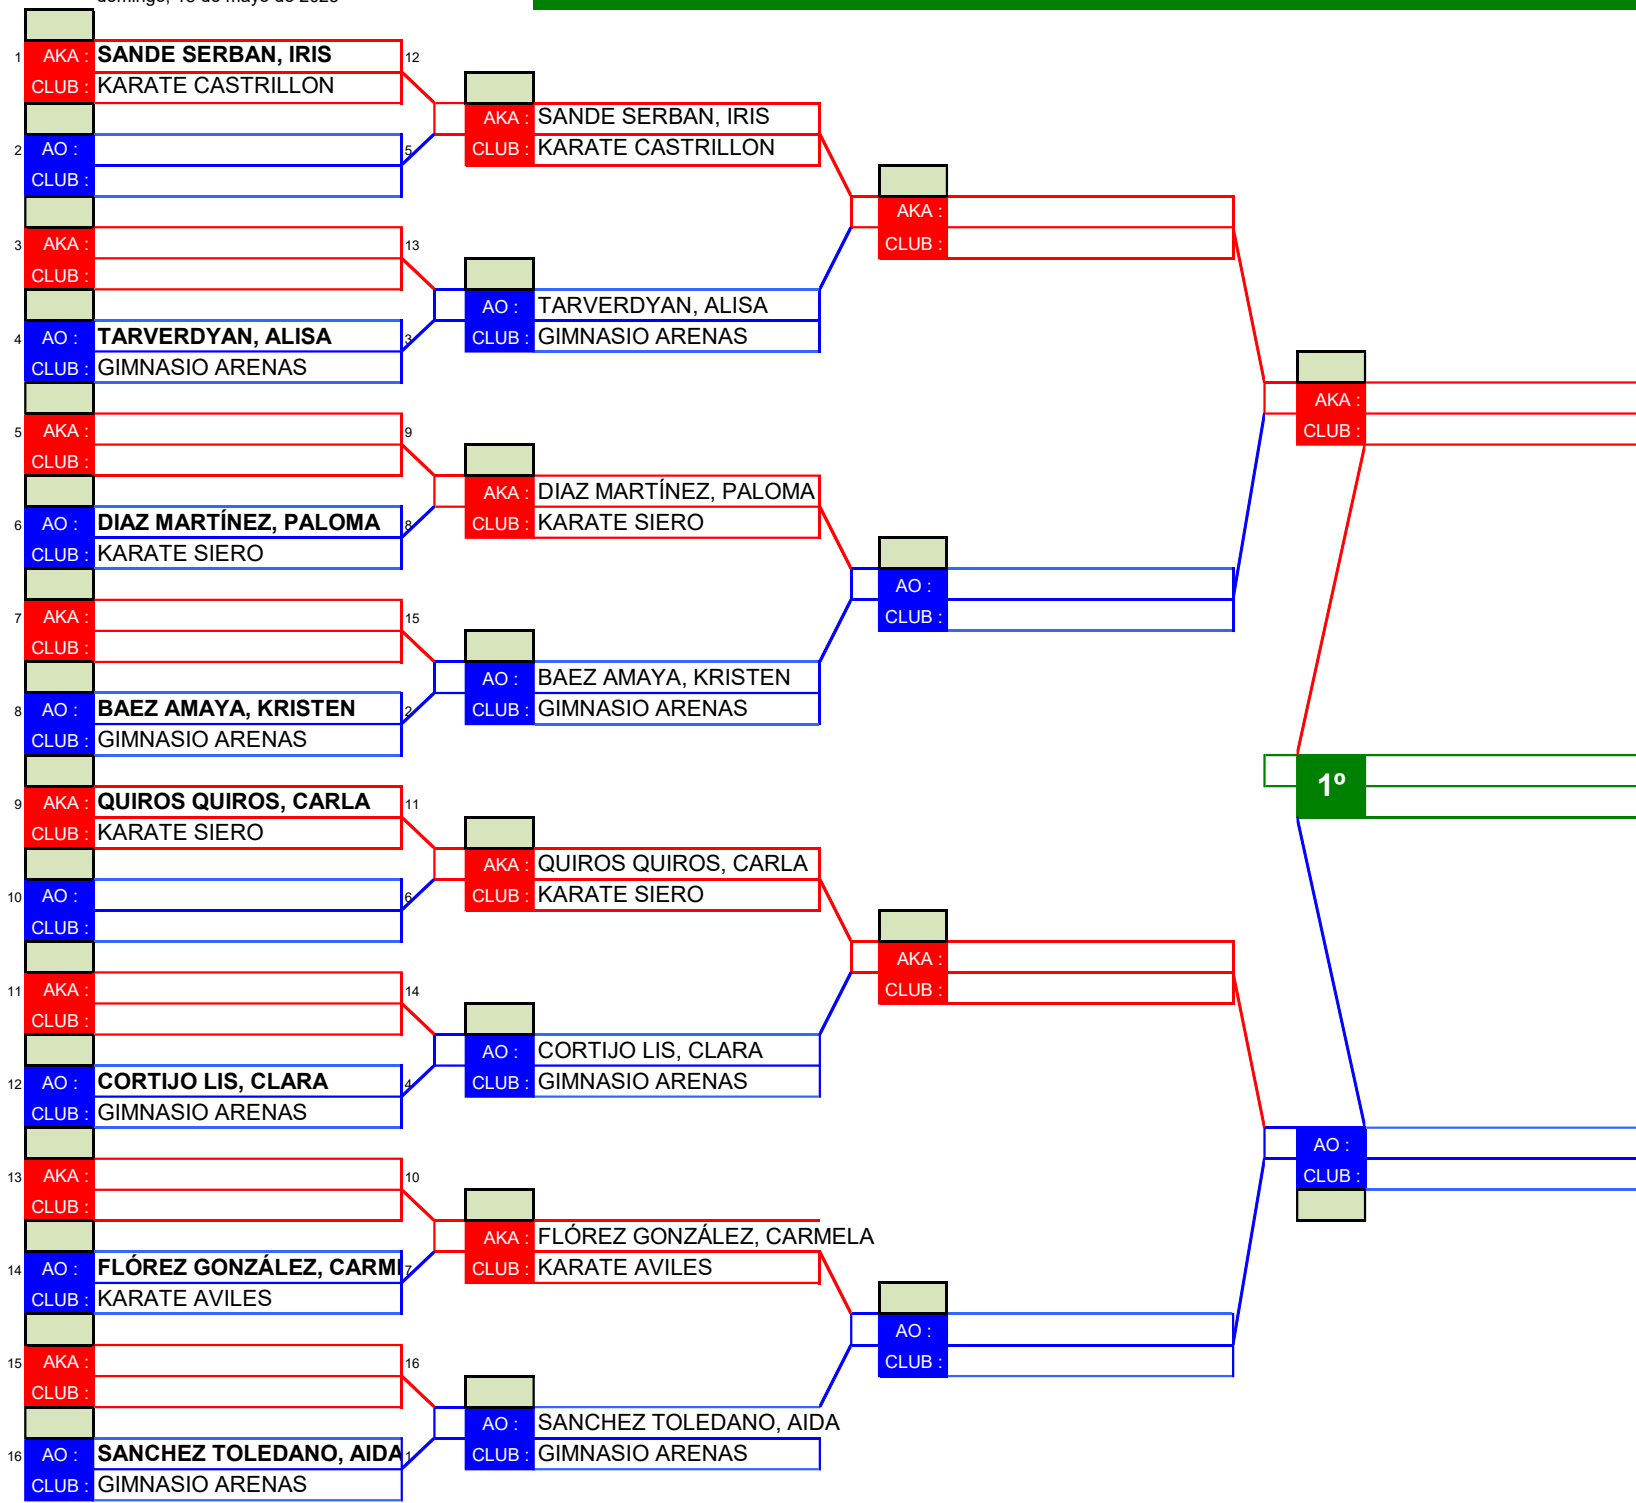 1 AKA : SANDE SERBAN, IRIS 12
CLUB : KARATE CASTRILLON
AKA : SANDE SERBAN, IRIS
2 AO : 5 CLUB : KARATE CASTRILLON
CLUB :
AKA :
3 AKA : 13
CLUB :
CLUB :
AO : TARVERDYAN, ALISA
4 AO : TARVERDYAN, ALISA 3 CLUB : GIMNASIO ARENAS
CLUB : GIMNASIO ARENAS
AKA :
5 AKA : 9
CLUB :
CLUB :
AKA : DIAZ MARTÍNEZ, PALOMA
6 AO : DIAZ MARTÍNEZ, PALOMA 8 CLUB : KARATE SIERO
CLUB : KARATE SIERO
AO :
7 AKA : 15
CLUB :
CLUB :
AO : BAEZ AMAYA, KRISTEN
8 AO : BAEZ AMAYA, KRISTEN 2 CLUB : GIMNASIO ARENAS
CLUB : GIMNASIO ARENAS
1º
9 AKA : QUIROS QUIROS, CARLA 11
CLUB : KARATE SIERO
AKA : QUIROS QUIROS, CARLA
10 AO : 6 CLUB : KARATE SIERO
CLUB :
AKA :
11 AKA : 14
CLUB :
CLUB :
AO : CORTIJO LIS, CLARA
12 AO : CORTIJO LIS, CLARA 4 CLUB : GIMNASIO ARENAS
CLUB : GIMNASIO ARENAS
AO :
13 AKA : 10
CLUB :
CLUB :
AKA : FLÓREZ GONZÁLEZ, CARMELA
14 AO : FLÓREZ GONZÁLEZ, CARM 7 CLUB : KARATE AVILES
CLUB : KARATE AVILES
AO :
15 AKA : 16
CLUB :
CLUB :
AO : SANCHEZ TOLEDANO, AIDA
16 AO : SANCHEZ TOLEDANO, AIDA 1 CLUB : GIMNASIO ARENAS
CLUB : GIMNASIO ARENAS